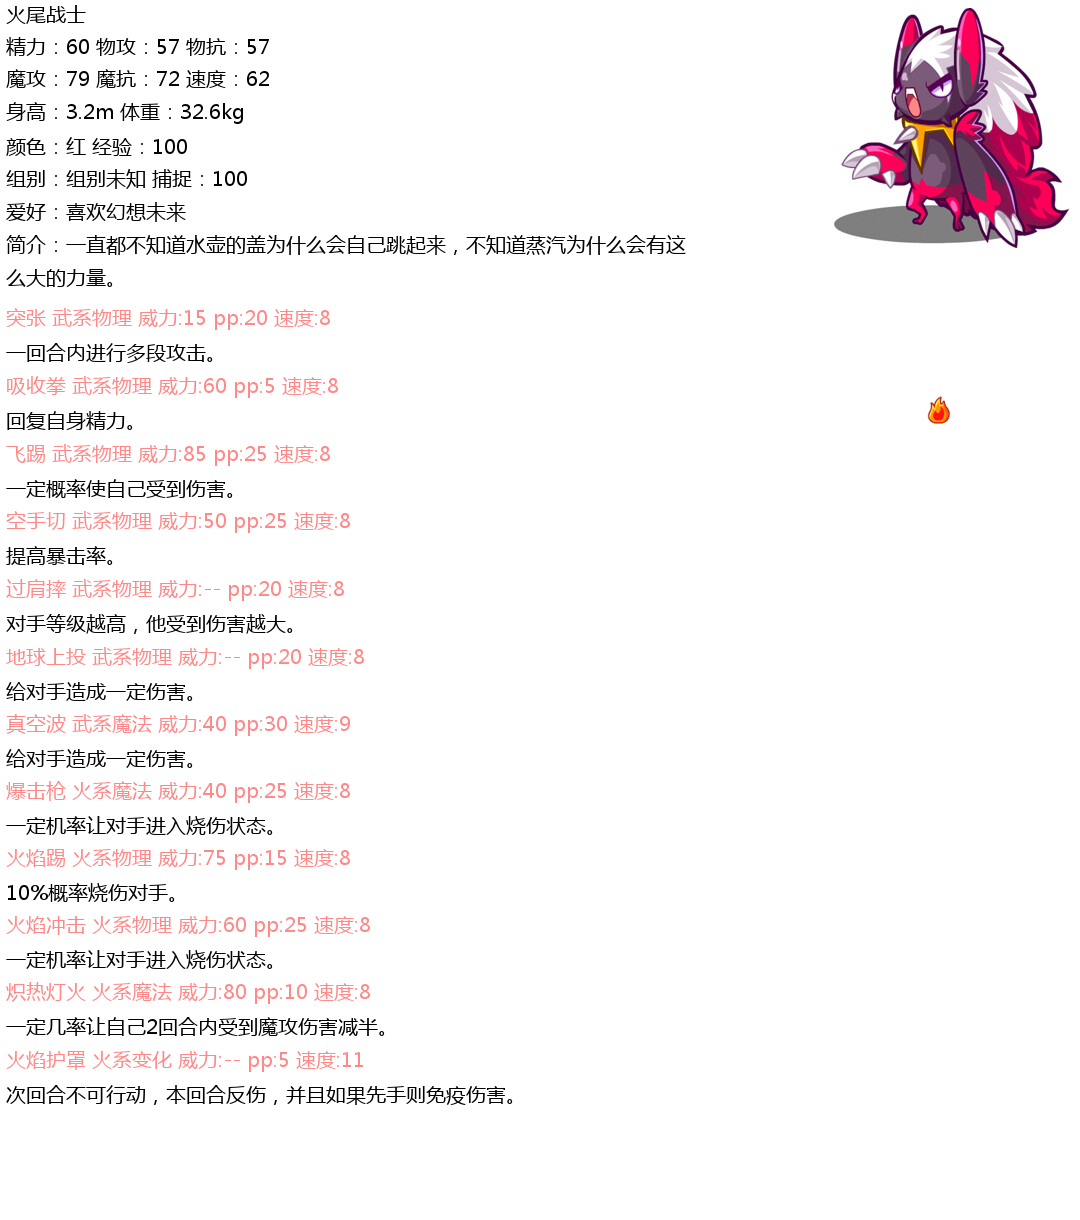 火尾战士
精力：60 物攻：57 物抗：57
魔攻：79 魔抗：72 速度：62
身高：3.2m 体重：32.6kg
颜色：红 经验：100
组别：组别未知 捕捉：100
爱好：喜欢幻想未来
简介：一直都不知道水壶的盖为什么会自己跳起来，不知道蒸汽为什么会有这
么大的力量。
突张 武系物理 威力:15 pp:20 速度:8
一回合内进行多段攻击。
吸收拳 武系物理 威力:60 pp:5 速度:8
回复自身精力。
飞踢 武系物理 威力:85 pp:25 速度:8
一定概率使自己受到伤害。
空手切 武系物理 威力:50 pp:25 速度:8
提高暴击率。
过肩摔 武系物理 威力:-- pp:20 速度:8
对手等级越高，他受到伤害越大。
地球上投 武系物理 威力:-- pp:20 速度:8
给对手造成一定伤害。
真空波 武系魔法 威力:40 pp:30 速度:9
给对手造成一定伤害。
爆击枪 火系魔法 威力:40 pp:25 速度:8
一定机率让对手进入烧伤状态。
火焰踢 火系物理 威力:75 pp:15 速度:8
10%概率烧伤对手。
火焰冲击 火系物理 威力:60 pp:25 速度:8
一定机率让对手进入烧伤状态。
炽热灯火 火系魔法 威力:80 pp:10 速度:8
一定几率让自己2回合内受到魔攻伤害减半。
火焰护罩 火系变化 威力:-- pp:5 速度:11
次回合不可行动，本回合反伤，并且如果先手则免疫伤害。